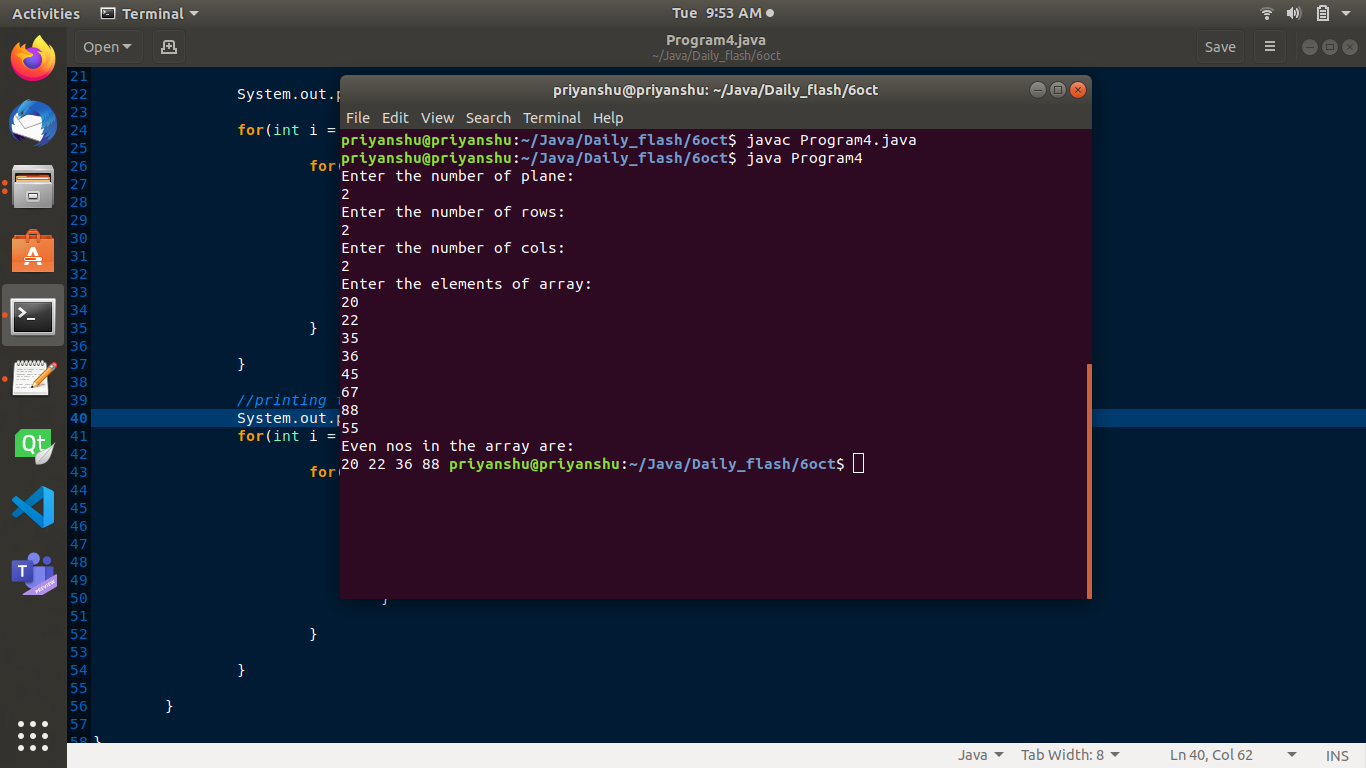 Activities Terminal Tue 9:53 AM
Open Program4.java Save
~/Java/Daily_flash/6oct
priyanshu@priyanshu: ~/Java/Daily_flash/6oct
File Edit View Search Terminal Help
priyanshu@priyanshu:~/Java/Daily_flash/6oct$ javac Program4.java
priyanshu@priyanshu:~/Java/Daily_flash/6oct$ java Program4
Enter the number of plane:
2
Enter the number of rows:
2
Enter the number of cols:
2
Enter the elements of array:
20
22
35
36
45
67
88
55
Even nos in the array are:
20 22 36 88 priyanshu@priyanshu:~/Java/Daily_flash/6oct$
21
22 System.out.
23
24 for(int i =
25
26 for(
27
28
29
30
31
32
33
34
35 }
36
37 }
38
39 //printing
40 System.out.
41 for(int i =
42
43 for(
44
45
46
47
48
49
50 }
51
52 }
53
54 }
55
56 }
57
58 }
Qt
T
PREVIEW
Java Tab Width: 8 Ln 40, Col 62 INS